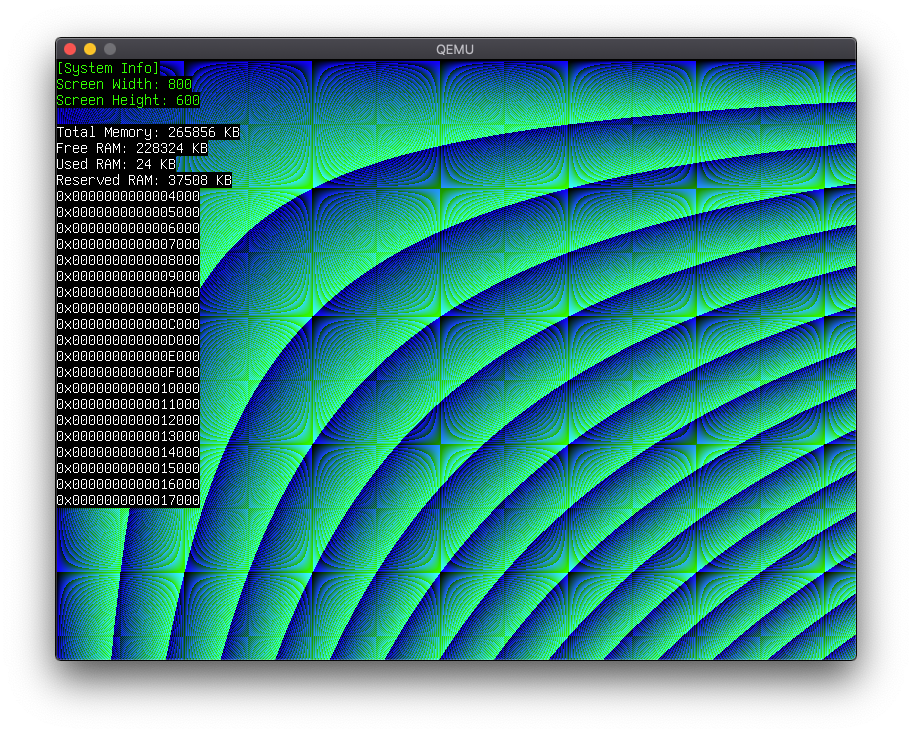 QEMU
[System Info]
Screen Width: 800
Screen Height: 600
Total Memory: 265856 KB
Free RAM: 228324 KB
Used RAM: 24 KB
Reserved RAM: 37508 KB
0x0000000000004000
0x0000000000005000
0x0000000000006000
0x0000000000007000
0x0000000000008000
0x0000000000009000
0x000000000000A000
0x000000000000B000
0x000000000000C000
0x000000000000D000
0x000000000000E000
0x000000000000F000
0x0000000000010000
0x0000000000011000
0x0000000000012000
0x0000000000013000
0x0000000000014000
0x0000000000015000
0x0000000000016000
0x0000000000017000